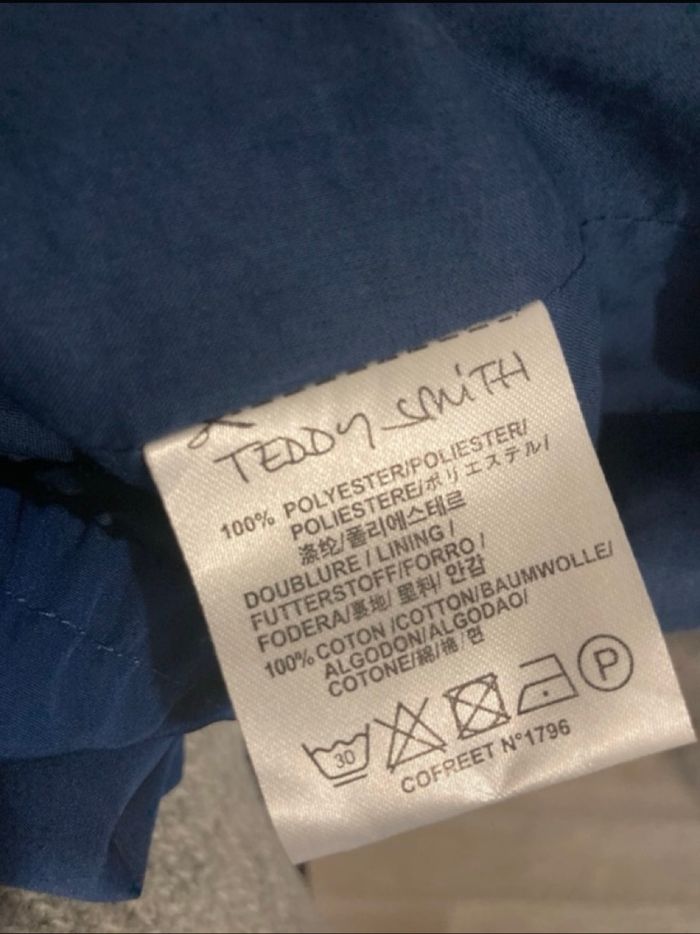 TEDDY SMiTH
100% POLYESTER/POLIESTER/
POLIESTERE/ポリエステル/
涤纶/폴리에스테르
DOUBLURE / LINING /
FUTTERSTOFF/FORRO /
FODERA/裏地/ 里料/ 안감
100% COTON /COTTON/BAUMWOLLE/
ALGODON/ALGODAO/
COTONE/綿/棉/면
30
P
COFREET N°1796